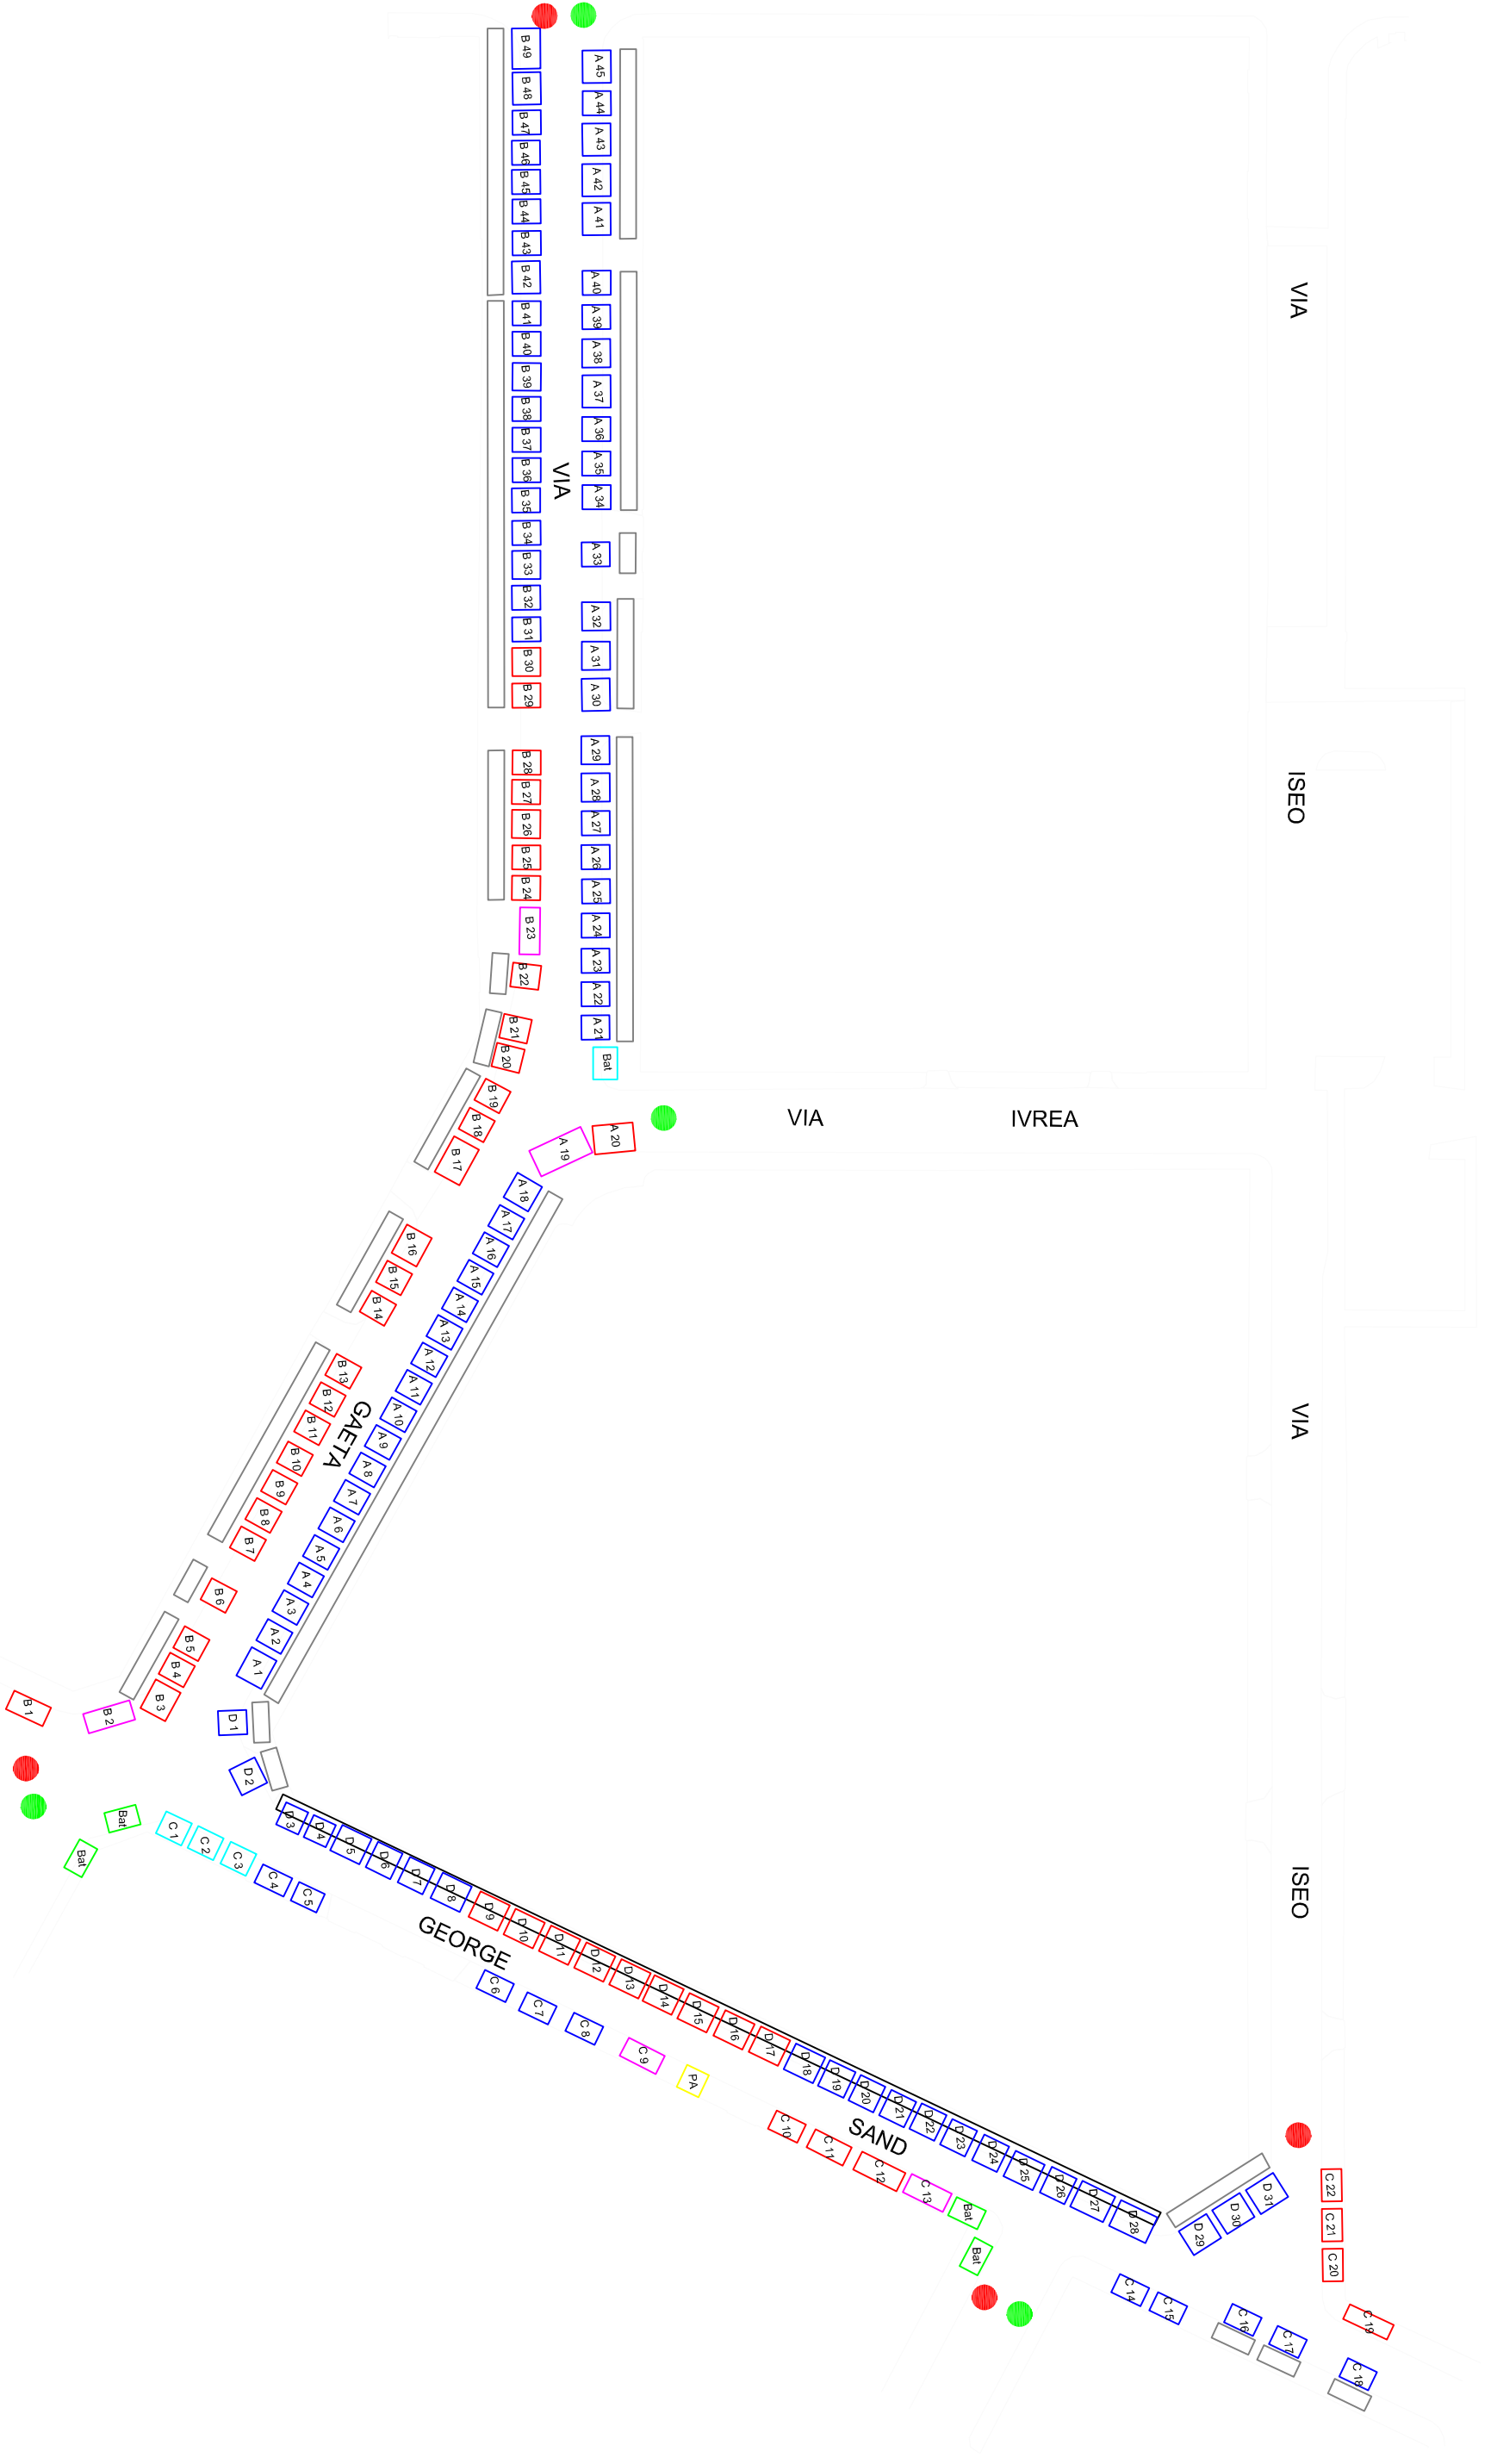 B 49
A 45
B 48
A 44
B 47
A 43
B 46
B 45
A 42
B 44
A 41
B 43
B 42
A 40
VIA
B 41
A 39
B 40
A 38
B 39
A 37
B 38
A 36
B 37
A 35
B 36
VIA
A 34
B 35
B 34
A 33
B 33
B 32
A 32
B 31
A 31
B 30
A 30
B 29
A 29
B 28
A 28
B 27
ISEO
A 27
B 26
A 26
B 25
A 25
B 24
A 24
B 23
A 23
B 22
A 22
B 21
A 21
B 20
Bat
B 19
VIA
IVREA
B 18
A 20
A 19
B 17
A 18
A 17
B 16
A 16
B 15
A 15
B 14
A 14
A 13
B 13
A 12
B 12
A 11
VIA
B 11
A 10
GAETA
B 10
A 9
B 9
A 8
B 8
A 7
B 7
A 6
A 5
B 6
A 4
A 3
B 5
A 2
B 4
A 1
B 3
B 1
B 2
D 1
D 2
Bat
Bat
C 1
C 2
C 3
C 4
C 5
D 3
D 4
D 5
D 6
D 7
D 8
D 9
D 10
D 11
D 12
D 13
D 14
D 15
D 16
D 17
D 18
D 19
D 20
D 21
D 22
D 23
D 24
D 25
D 26
D 27
D 28
ISEO
GEORGE
SAND
C 6
C 7
C 8
C 9
PA
C 10
C 11
C 12
C 13
Bat
Bat
D 29
D 30
D 31
C 22
C 21
C 20
C 19
C 14
C 15
C 16
C 17
C 18